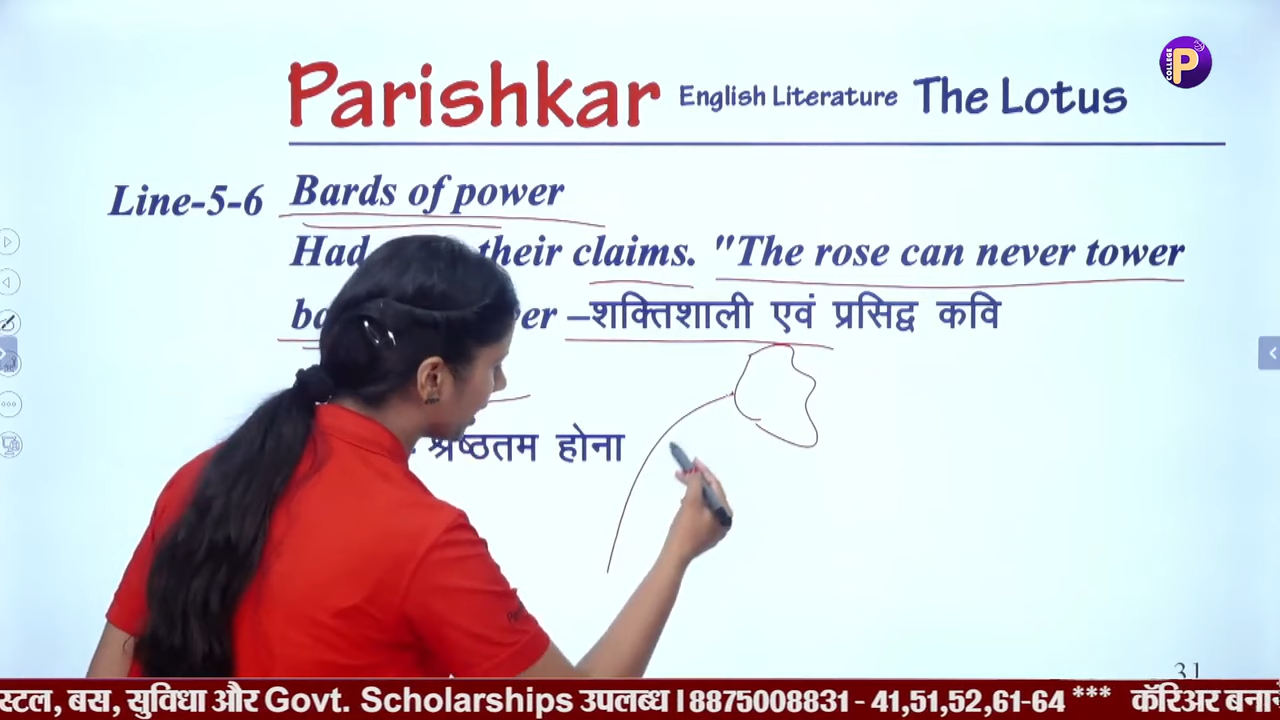 COLLEGE P
Parishkar English Literature The Lotus
Line-5-6 Bards of power
Had their claims. "The rose can never tower
–शक्तिशाली एवं प्रसिद्व कवि
श्रेष्ठतम होना
31
स्टल, बस, सुविधा और Govt. Scholarships उपलब्ध । 8875008831 - 41,51,52,61-64 *** कॅरिअर बनाने